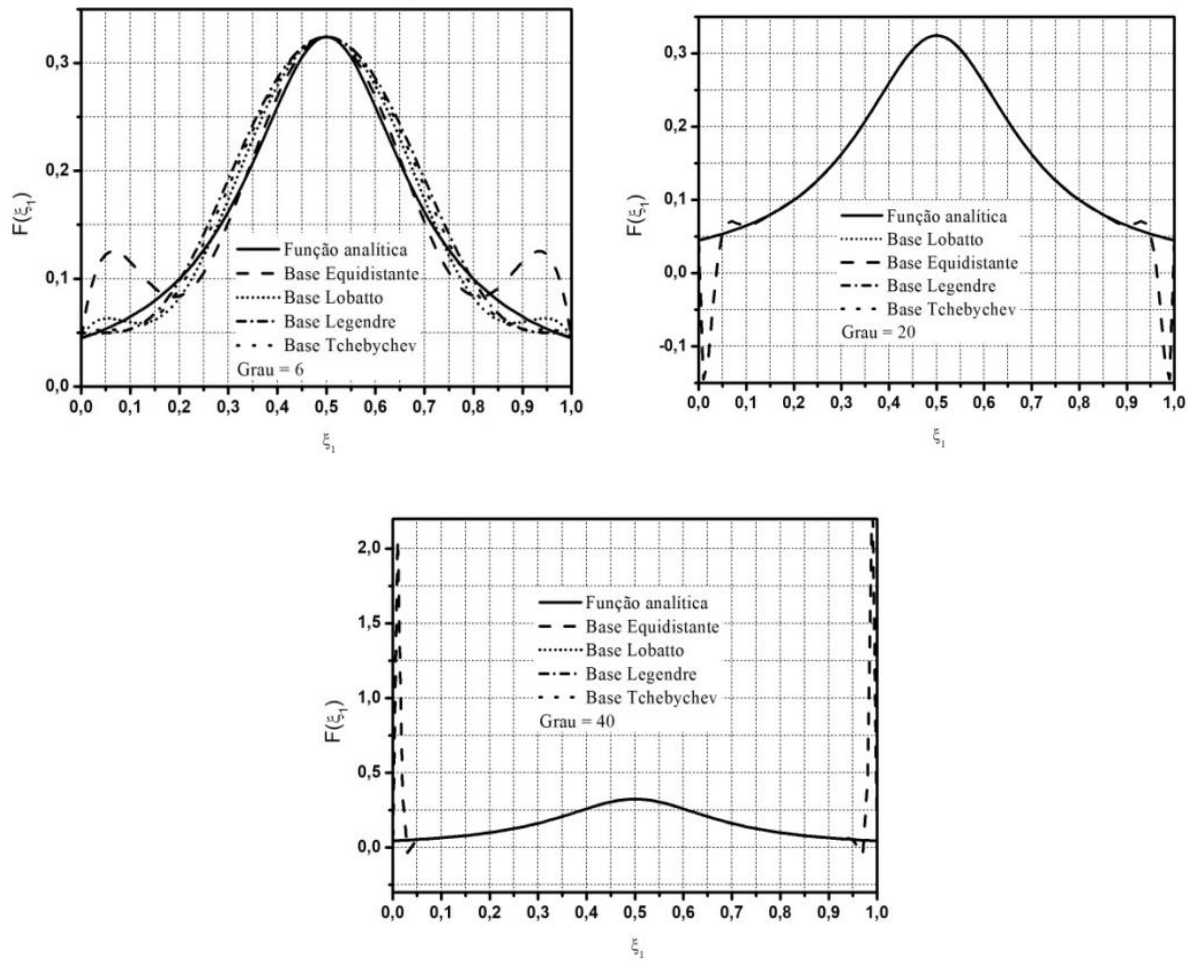 F(ξ₁)
0,3
0,2
0,1
0,0
Função analítica
Base Equidistante
Base Lobatto
Base Legendre
Base Tchebychev
Grau = 6
0,0 0,1 0,2 0,3 0,4 0,5 0,6 0,7 0,8 0,9 1,0
ξ₁
F(ξ₁)
0,3
0,2
0,1
0,0
-0,1
Função analítica
Base Lobatto
Base Equidistante
Base Legendre
Base Tchebychev
Grau = 20
0,0 0,1 0,2 0,3 0,4 0,5 0,6 0,7 0,8 0,9 1,0
ξ₁
F(ξ₁)
2,0
1,5
1,0
0,5
0,0
Função analítica
Base Equidistante
Base Lobatto
Base Legendre
Base Tchebychev
Grau = 40
0,0 0,1 0,2 0,3 0,4 0,5 0,6 0,7 0,8 0,9 1,0
ξ₁